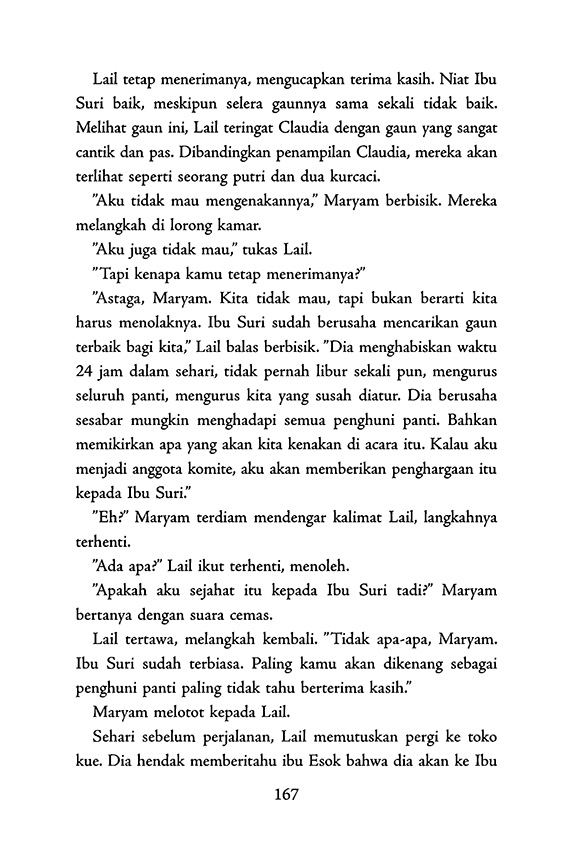 Lail tetap menerimanya, mengucapkan terima kasih. Niat Ibu
Suri baik, meskipun selera gaunnya sama sekali tidak baik.
Melihat gaun ini, Lail teringat Claudia dengan gaun yang sangat
cantik dan pas. Dibandingkan penampilan Claudia, mereka akan
terlihat seperti seorang putri dan dua kurcaci.
”Aku tidak mau mengenakannya,” Maryam berbisik. Mereka
melangkah di lorong kamar.
”Aku juga tidak mau,” tukas Lail.
”Tapi kenapa kamu tetap menerimanya?”
”Astaga, Maryam. Kita tidak mau, tapi bukan berarti kita
harus menolaknya. Ibu Suri sudah berusaha mencarikan gaun
terbaik bagi kita,” Lail balas berbisik. ”Dia menghabiskan waktu
24 jam dalam sehari, tidak pernah libur sekali pun, mengurus
seluruh panti, mengurus kita yang susah diatur. Dia berusaha
sesabar mungkin menghadapi semua penghuni panti. Bahkan
memikirkan apa yang akan kita kenakan di acara itu. Kalau aku
menjadi anggota komite, aku akan memberikan penghargaan itu
kepada Ibu Suri.”
”Eh?” Maryam terdiam mendengar kalimat Lail, langkahnya
terhenti.
”Ada apa?” Lail ikut terhenti, menoleh.
”Apakah aku sejahat itu kepada Ibu Suri tadi?” Maryam
bertanya dengan suara cemas.
Lail tertawa, melangkah kembali. ”Tidak apa-apa, Maryam.
Ibu Suri sudah terbiasa. Paling kamu akan dikenang sebagai
penghuni panti paling tidak tahu berterima kasih.”
Maryam melotot kepada Lail.
Sehari sebelum perjalanan, Lail memutuskan pergi ke toko
kue. Dia hendak memberitahu ibu Esok bahwa dia akan ke Ibu
167